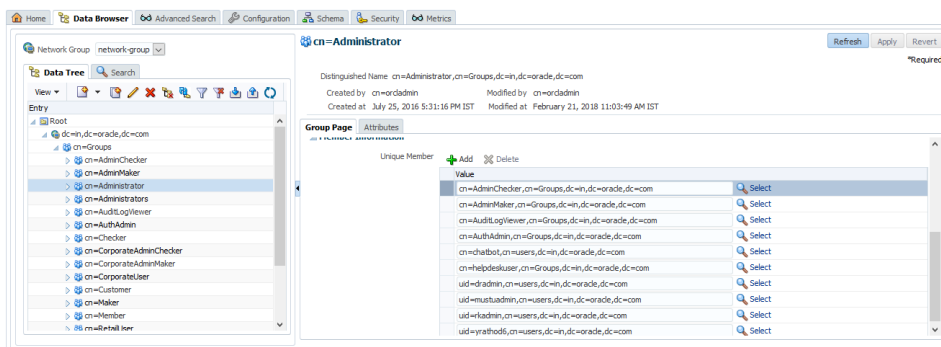 Home Data Browser Advanced Search Configuration Schema Security Metrics
Network Group network-group
Data Tree Search
View
Entry
Root
dc=in,dc=oracle,dc=com
cn=Groups
cn=AdminChecker
cn=AdminMaker
cn=Administrator
cn=Administrators
cn=AuditLogViewer
cn=AuthAdmin
cn=Checker
cn=CorporateAdminChecker
cn=CorporateAdminMaker
cn=CorporateUser
cn=Customer
cn=Maker
cn=Member
cn=RetailUser
cn=Administrator
Refresh Apply Revert
*Required
Distinguished Name cn=Administrator,cn=Groups,dc=in,dc=oracle,dc=com
Created by cn=orcladmin Modified by cn=orcladmin
Created at July 25, 2016 5:31:16 PM IST Modified at February 21, 2018 11:03:49 AM IST
Group Page Attributes
Member Information
Unique Member Add Delete
Value
cn=AdminChecker,cn=Groups,dc=in,dc=oracle,dc=com Select
cn=AdminMaker,cn=Groups,dc=in,dc=oracle,dc=com Select
cn=AuditLogViewer,cn=Groups,dc=in,dc=oracle,dc=com Select
cn=AuthAdmin,cn=Groups,dc=in,dc=oracle,dc=com Select
cn=chatbot,cn=users,dc=in,dc=oracle,dc=com Select
cn=helpdeskuser,cn=Groups,dc=in,dc=oracle,dc=com Select
uid=dradmin,cn=users,dc=in,dc=oracle,dc=com Select
uid=mustuadmin,cn=users,dc=in,dc=oracle,dc=com Select
uid=rkadmin,cn=users,dc=in,dc=oracle,dc=com Select
uid=yrathod6,cn=users,dc=in,dc=oracle,dc=com Select